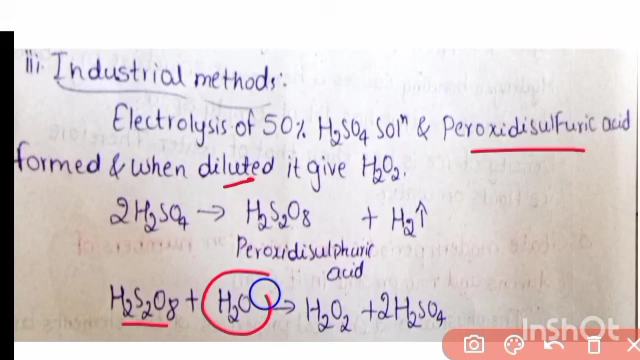 iii. Industrial methods:
Electrolysis of 50% H₂SO₄ Solⁿ & Peroxidisulfuric acid
formed & when diluted it give H₂O₂.
2H₂SO₄ → H₂S₂O₈ + H₂↑
Peroxidisulphuric
acid
H₂S₂O₈ + H₂O → H₂O₂ + 2H₂SO₄
InShOt